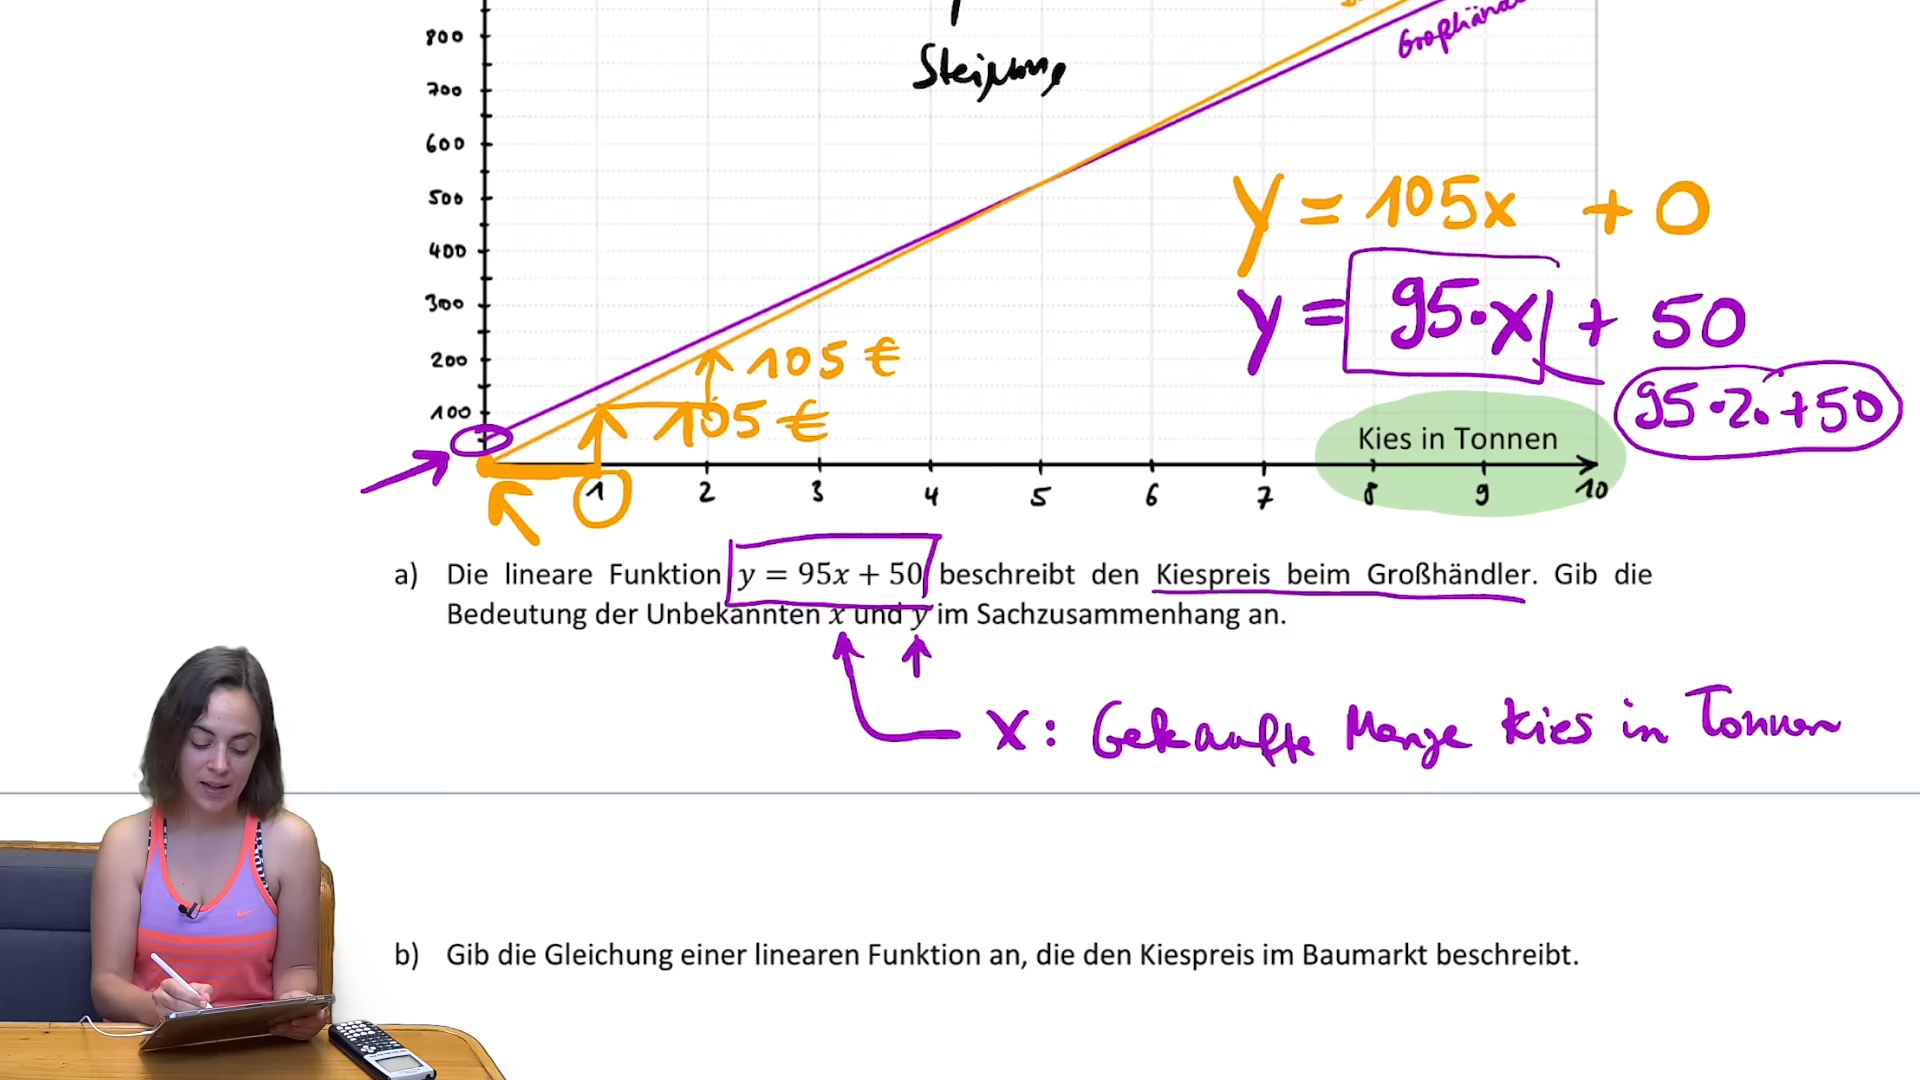 800
Großhändl
Steigung
700
600
500
y = 105x + 0
400
300
y = 95·x + 50
200
105 €
100
105 €
95·2 + 50
Kies in Tonnen
1 2 3 4 5 6 7 8 9 10
a) Die lineare Funktion y = 95x + 50 beschreibt den Kiespreis beim Großhändler. Gib die
Bedeutung der Unbekannten x und y im Sachzusammenhang an.
x: Gekaufte Menge Kies in Tonnen
b) Gib die Gleichung einer linearen Funktion an, die den Kiespreis im Baumarkt beschreibt.